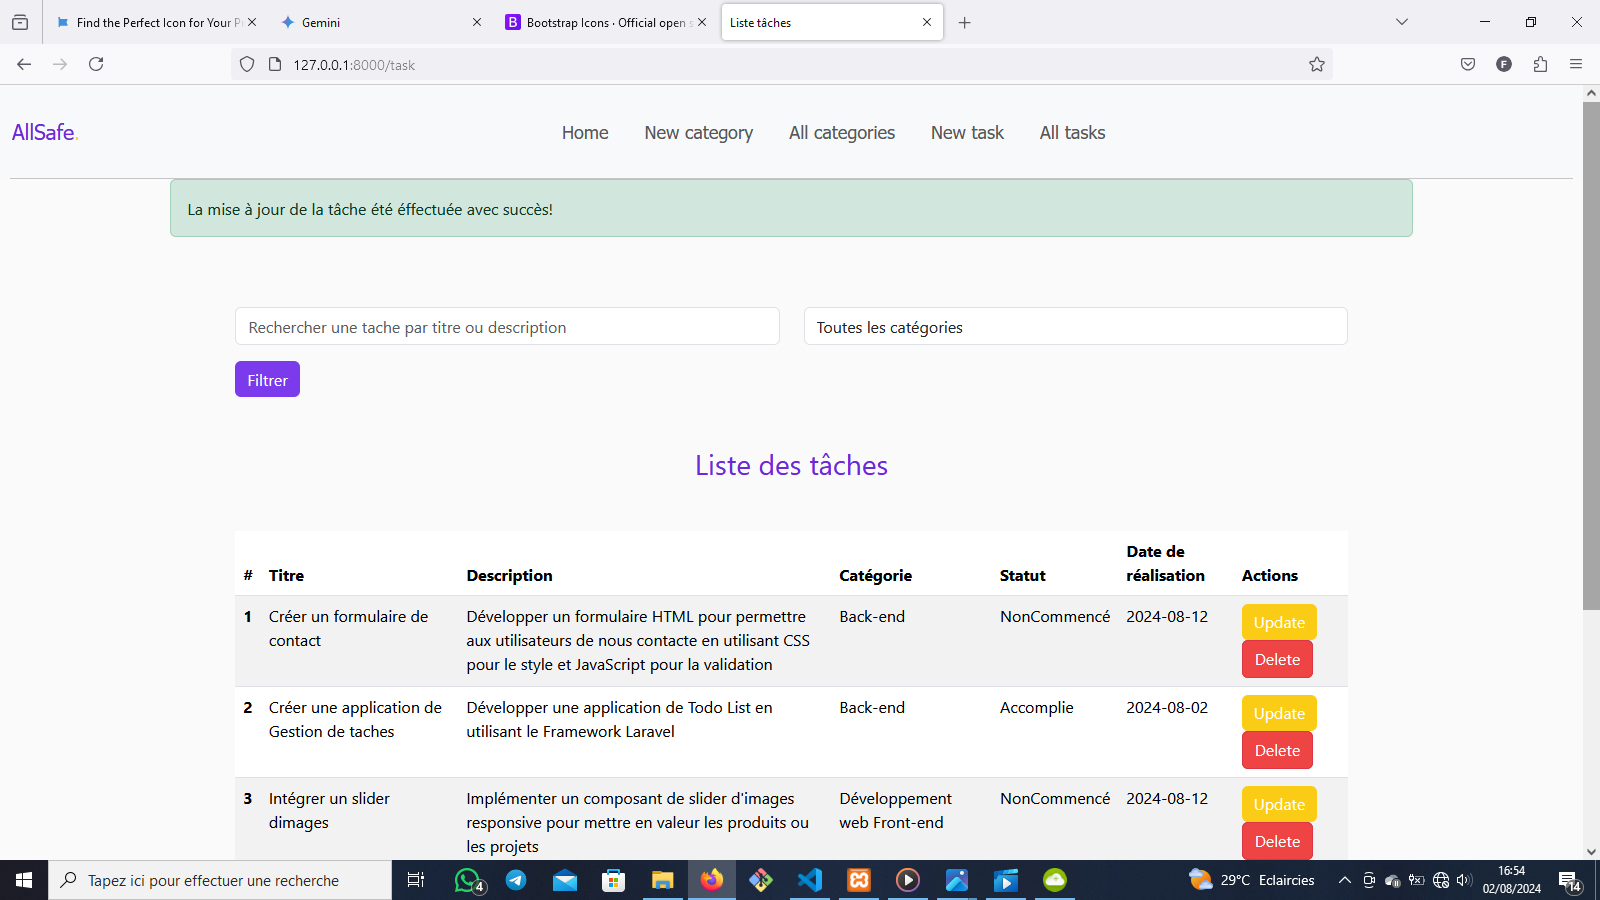 Find the Perfect Icon for Your P
Gemini
Bootstrap Icons · Official open s
Liste tâches
127.0.0.1:8000/task
F
AllSafe.
Home
New category
All categories
New task
All tasks
La mise à jour de la tâche été éffectuée avec succès!
Rechercher une tache par titre ou description
Toutes les catégories
Filtrer
Liste des tâches
# Titre Description Catégorie Statut Date de
réalisation Actions
1 Créer un formulaire de
contact
Développer un formulaire HTML pour permettre
aux utilisateurs de nous contacte en utilisant CSS
pour le style et JavaScript pour la validation
Back-end
NonCommencé
2024-08-12
Update
Delete
2 Créer une application de
Gestion de taches
Développer une application de Todo List en
utilisant le Framework Laravel
Back-end
Accomplie
2024-08-02
Update
Delete
3 Intégrer un slider
dimages
Implémenter un composant de slider d'images
responsive pour mettre en valeur les produits ou
les projets
Développement
web Front-end
NonCommencé
2024-08-12
Update
Delete
Tapez ici pour effectuer une recherche
4
29°C Eclaircies
16:54
02/08/2024
14